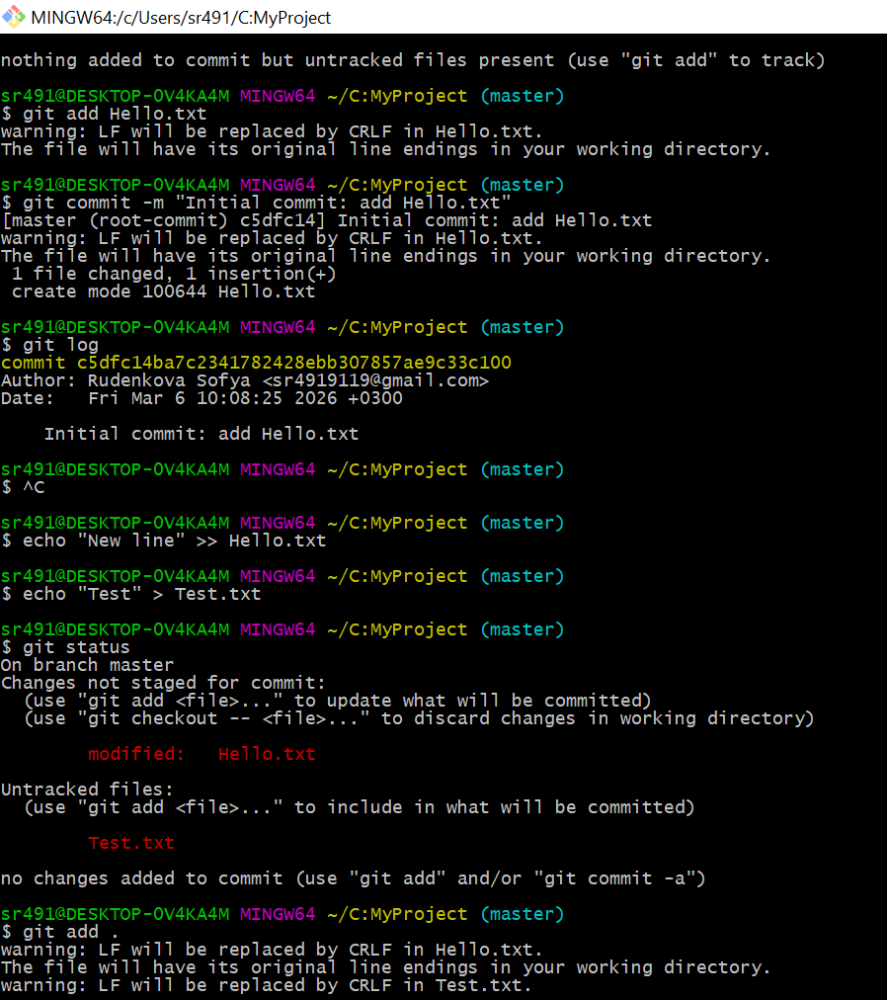 MINGW64:/c/Users/sr491/C:MyProject
nothing added to commit but untracked files present (use "git add" to track)
sr491@DESKTOP-OV4KA4M MINGW64 ~/C:MyProject (master)
$ git add Hello.txt
warning: LF will be replaced by CRLF in Hello.txt.
The file will have its original line endings in your working directory.
sr491@DESKTOP-OV4KA4M MINGW64 ~/C:MyProject (master)
$ git commit -m "Initial commit: add Hello.txt"
[master (root-commit) c5dfc14] Initial commit: add Hello.txt
warning: LF will be replaced by CRLF in Hello.txt.
The file will have its original line endings in your working directory.
 1 file changed, 1 insertion(+)
 create mode 100644 Hello.txt
sr491@DESKTOP-OV4KA4M MINGW64 ~/C:MyProject (master)
$ git log
commit c5dfc14ba7c2341782428ebb307857ae9c33c100
Author: Rudenkova Sofya <sr4919119@gmail.com>
Date:   Fri Mar 6 10:08:25 2026 +0300
    Initial commit: add Hello.txt
sr491@DESKTOP-OV4KA4M MINGW64 ~/C:MyProject (master)
$ ^C
sr491@DESKTOP-OV4KA4M MINGW64 ~/C:MyProject (master)
$ echo "New line" >> Hello.txt
sr491@DESKTOP-OV4KA4M MINGW64 ~/C:MyProject (master)
$ echo "Test" > Test.txt
sr491@DESKTOP-OV4KA4M MINGW64 ~/C:MyProject (master)
$ git status
On branch master
Changes not staged for commit:
  (use "git add <file>..." to update what will be committed)
  (use "git checkout -- <file>..." to discard changes in working directory)
        modified:   Hello.txt
Untracked files:
  (use "git add <file>..." to include in what will be committed)
        Test.txt
no changes added to commit (use "git add" and/or "git commit -a")
sr491@DESKTOP-OV4KA4M MINGW64 ~/C:MyProject (master)
$ git add .
warning: LF will be replaced by CRLF in Hello.txt.
The file will have its original line endings in your working directory.
warning: LF will be replaced by CRLF in Test.txt.